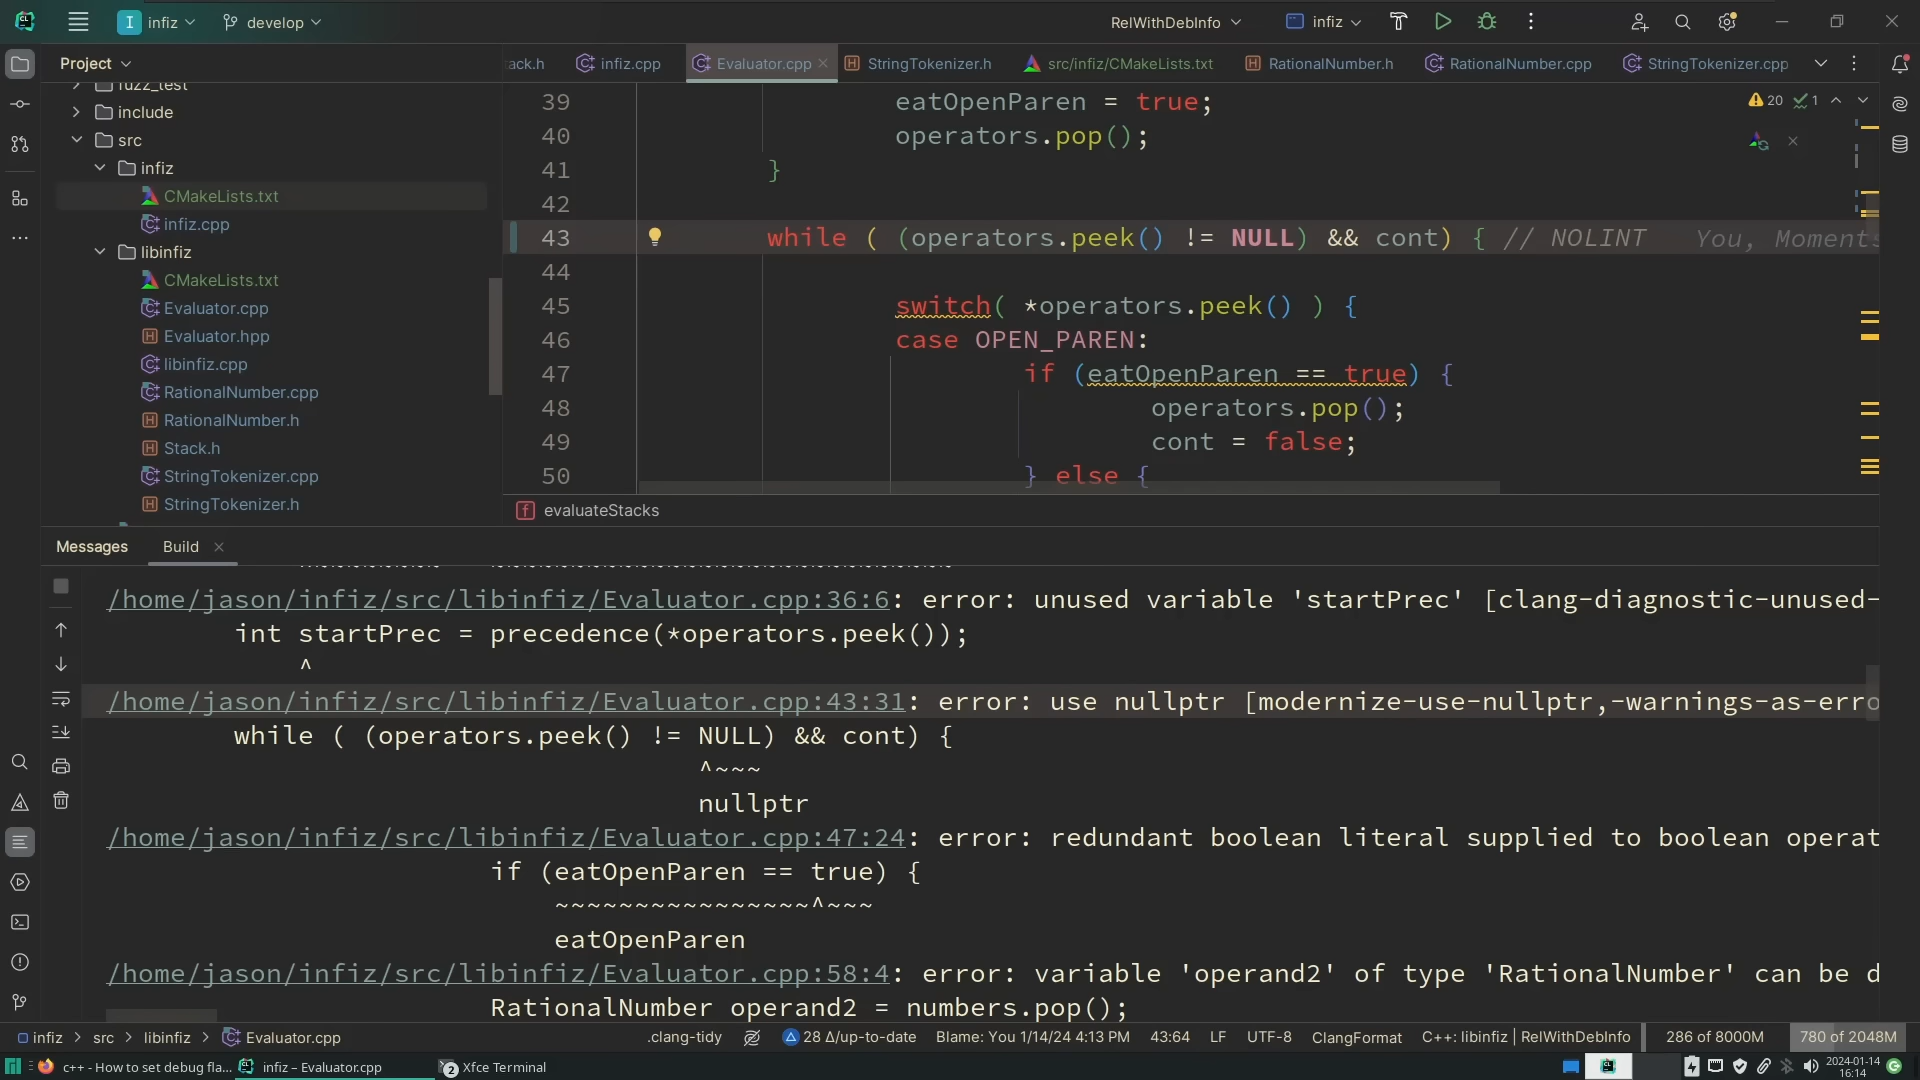 infiz
develop
RelWithDebInfo
infiz
Project
ack.h
infiz.cpp
Evaluator.cpp
StringTokenizer.h
src/infiz/CMakeLists.txt
RationalNumber.h
RationalNumber.cpp
StringTokenizer.cpp
fuzz_test
include
src
infiz
CMakeLists.txt
infiz.cpp
libinfiz
CMakeLists.txt
Evaluator.cpp
Evaluator.hpp
libinfiz.cpp
RationalNumber.cpp
RationalNumber.h
Stack.h
StringTokenizer.cpp
StringTokenizer.h
20 1
39 eatOpenParen = true;
40 operators.pop();
41 }
42
43 while ( (operators.peek() != NULL) && cont) { // NOLINT You, Moments
44
45 switch( *operators.peek() ) {
46 case OPEN_PAREN:
47 if (eatOpenParen == true) {
48 operators.pop();
49 cont = false;
50 } else {
evaluateStacks
Messages
Build
/home/jason/infiz/src/libinfiz/Evaluator.cpp:36:6: error: unused variable 'startPrec' [clang-diagnostic-unused-
int startPrec = precedence(*operators.peek());
^
/home/jason/infiz/src/libinfiz/Evaluator.cpp:43:31: error: use nullptr [modernize-use-nullptr,-warnings-as-erro
while ( (operators.peek() != NULL) && cont) {
^~~~
nullptr
/home/jason/infiz/src/libinfiz/Evaluator.cpp:47:24: error: redundant boolean literal supplied to boolean operat
if (eatOpenParen == true) {
~~~~~~~~~~~~~~~~^~~~
eatOpenParen
/home/jason/infiz/src/libinfiz/Evaluator.cpp:58:4: error: variable 'operand2' of type 'RationalNumber' can be d
RationalNumber operand2 = numbers.pop();
infiz > src > libinfiz > Evaluator.cpp
.clang-tidy
28 Δ/up-to-date
Blame: You 1/14/24 4:13 PM
43:64
LF
UTF-8
ClangFormat
C++: libinfiz | RelWithDebInfo
286 of 8000M
780 of 2048M
c++ - How to set debug fla...
infiz – Evaluator.cpp
2
Xfce Terminal
2024-01-14
16:14